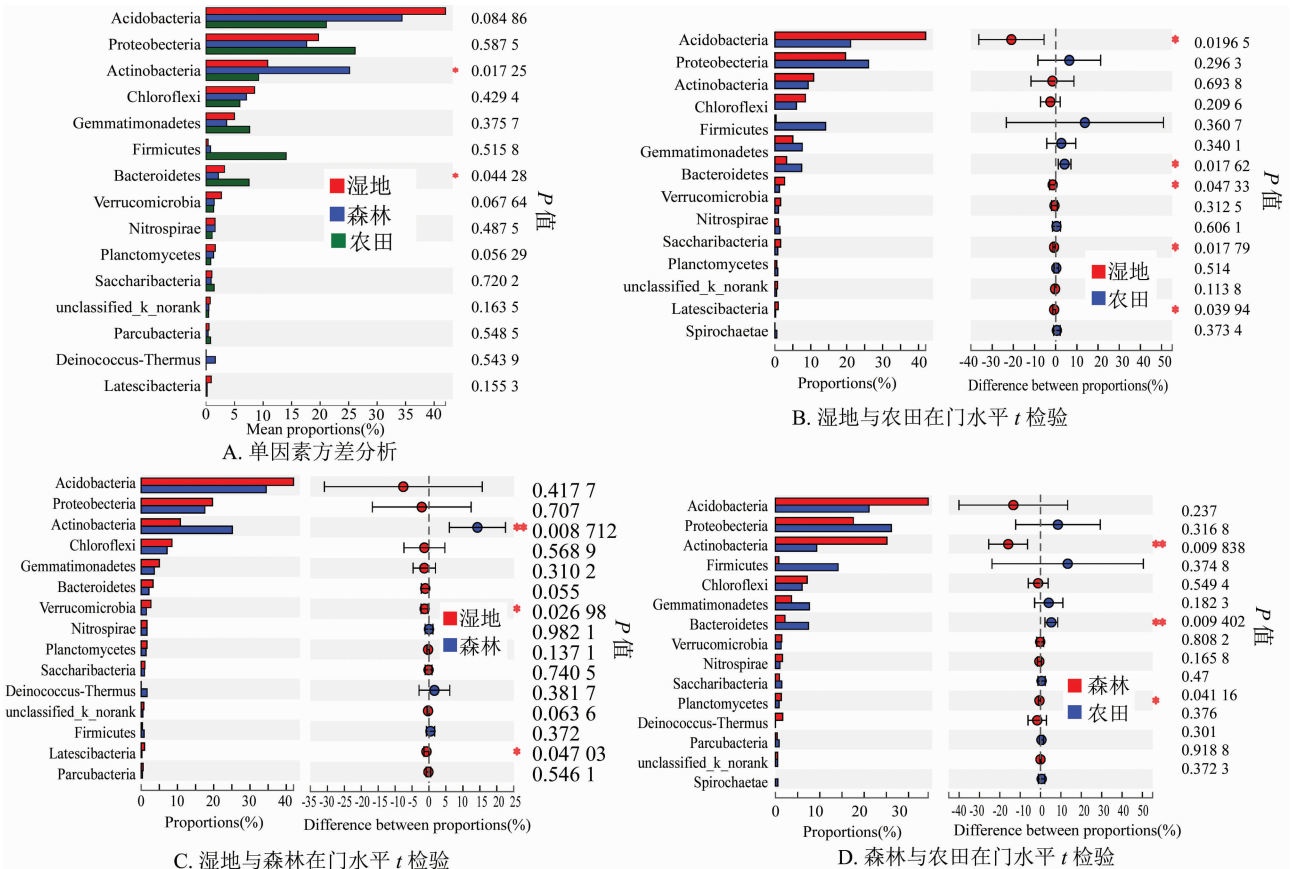 Acidobacteria 0.084 86
Proteobecteria 0.587 5
Actinobacteria * 0.017 25
Chloroflexi 0.429 4
Gemmatimonadetes 0.375 7
Firmicutes 0.515 8
Bacteroidetes * 0.044 28
Verrucomicrobia 0.067 64
Nitrospirae 0.487 5
Planctomycetes 0.056 29
Saccharibacteria 0.720 2
unclassified_k_norank 0.163 5
Parcubacteria 0.548 5
Deinococcus-Thermus 0.543 9
Latescibacteria 0.155 3
湿地
森林
农田
P 值
0 5 10 15 20 25 30 35 40
Mean proportions(%)
A. 单因素方差分析
Acidobacteria * 0.0196 5
Proteobacteria 0.296 3
Actinobacteria 0.693 8
Chloroflexi 0.209 6
Firmicutes 0.360 7
Gemmatimonadetes 0.340 1
Bacteroidetes * 0.017 62
Verrucomicrobia * 0.047 33
Nitrospirae 0.312 5
Saccharibacteria 0.606 1
Planctomycetes * 0.017 79
unclassified_k_norank 0.514
Latescibacteria 0.113 8
Spirochaetae * 0.039 94
0.373 4
湿地
农田
P 值
0 10 20 30 40
Proportions(%)
-40 -30 -20 -10 0 10 20 30 40 50
Difference between proportions(%)
B. 湿地与农田在门水平 t 检验
Acidobacteria 0.417 7
Proteobacteria 0.707
Actinobacteria ** 0.008 712
Chloroflexi 0.568 9
Gemmatimonadetes 0.310 2
Bacteroidetes 0.055
Verrucomicrobia * 0.026 98
Nitrospirae 0.982 1
Planctomycetes 0.137 1
Saccharibacteria 0.740 5
Deinococcus-Thermus 0.381 7
unclassified_k_norank 0.063 6
Firmicutes 0.372
Latescibacteria * 0.047 03
Parcubacteria 0.546 1
湿地
森林
P 值
0 10 20 30 40
Proportions(%)
-35 -25 -20 -15 -10 -5 0 5 10 15 20 25
Difference between proportions(%)
C. 湿地与森林在门水平 t 检验
Acidobacteria 0.237
Proteobacteria 0.316 8
Actinobacteria ** 0.009 838
Firmicutes 0.374 8
Chloroflexi 0.549 4
Gemmatimonadetes 0.182 3
Bacteroidetes ** 0.009 402
Verrucomicrobia 0.808 2
Nitrospirae 0.165 8
Saccharibacteria 0.47
Planctomycetes * 0.041 16
Deinococcus-Thermus 0.376
Parcubacteria 0.301
unclassified_k_norank 0.918 8
Spirochaetae 0.372 3
森林
农田
P 值
0 10 20 30
Proportions(%)
-40 -30 -20 -10 0 10 20 30 40 50
Difference between proportions(%)
D. 森林与农田在门水平 t 检验